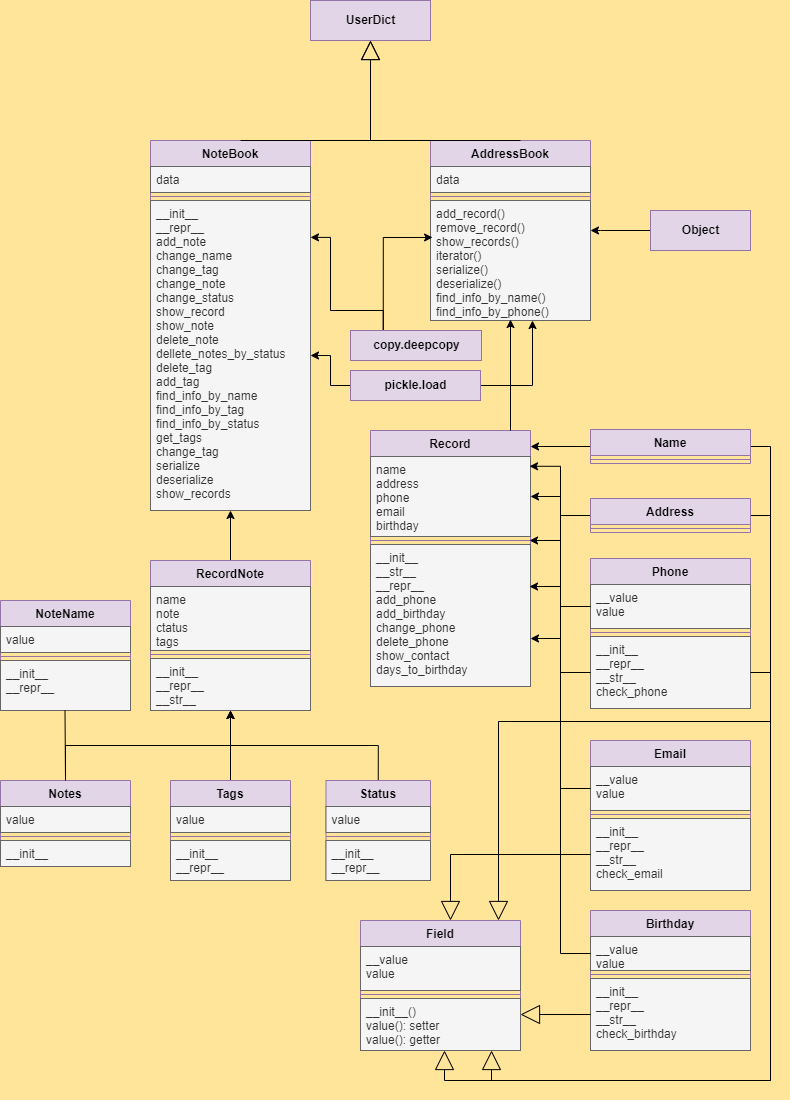 UserDict
NoteBook
data
__init__
__repr__
add_note
change_name
change_tag
change_note
change_status
show_record
show_note
delete_note
dellete_notes_by_status
delete_tag
add_tag
find_info_by_name
find_info_by_tag
find_info_by_status
get_tags
change_tag
serialize
deserialize
show_records
AddressBook
data
add_record()
remove_record()
show_records()
iterator()
serialize()
deserialize()
find_info_by_name()
find_info_by_phone()
Object
copy.deepcopy
pickle.load
Record
name
address
phone
email
birthday
__init__
__str__
__repr__
add_phone
add_birthday
change_phone
delete_phone
show_contact
days_to_birthday
Name
Address
Phone
__value
value
__init__
__repr__
__str__
check_phone
RecordNote
name
note
ctatus
tags
__init__
__repr__
__str__
NoteName
value
__init__
__repr__
Notes
value
__init__
Tags
value
__init__
__repr__
Status
value
__init__
__repr__
Email
__value
value
__init__
__repr__
__str__
check_email
Field
__value
value
__init__()
value(): setter
value(): getter
Birthday
__value
value
__init__
__repr__
__str__
check_birthday